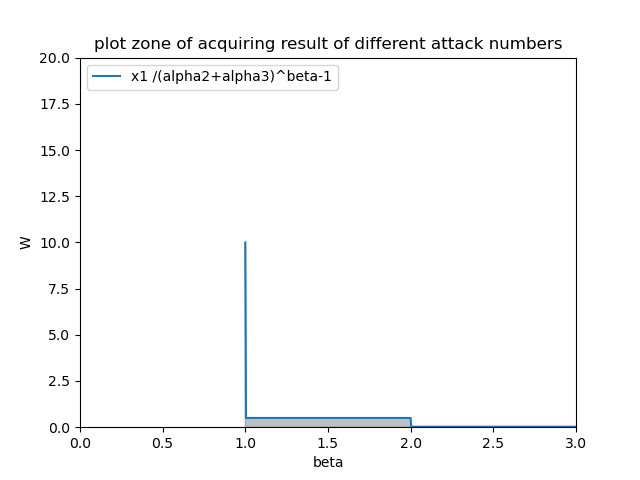 plot zone of acquiring result of different attack numbers
x1 /(alpha2+alpha3)^beta-1
20.0
17.5
15.0
12.5
10.0
7.5
5.0
2.5
0.0
W
0.0 0.5 1.0 1.5 2.0 2.5 3.0
beta